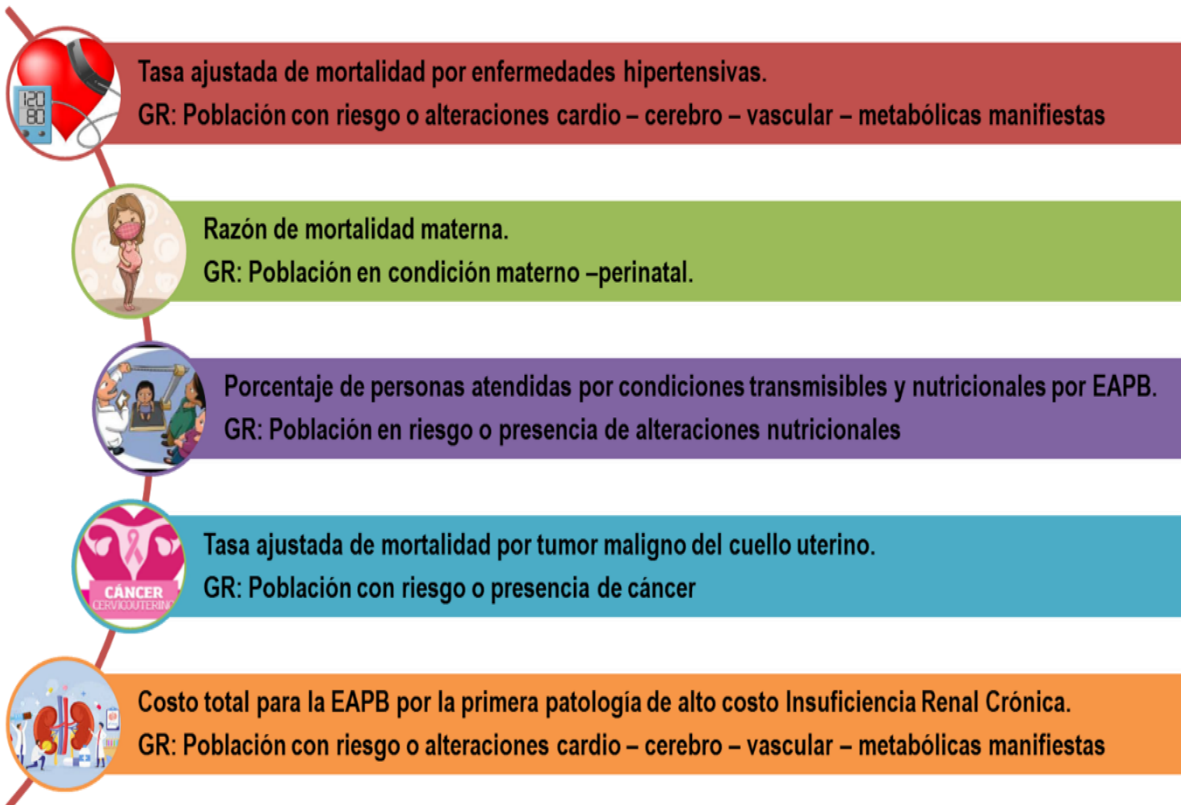 120
80
Tasa ajustada de mortalidad por enfermedades hipertensivas.
GR: Población con riesgo o alteraciones cardio – cerebro – vascular – metabólicas manifiestas
Razón de mortalidad materna.
GR: Población en condición materno –perinatal.
Porcentaje de personas atendidas por condiciones transmisibles y nutricionales por EAPB.
GR: Población en riesgo o presencia de alteraciones nutricionales
CÁNCER
CERVICOUTERINO
Tasa ajustada de mortalidad por tumor maligno del cuello uterino.
GR: Población con riesgo o presencia de cáncer
Costo total para la EAPB por la primera patología de alto costo Insuficiencia Renal Crónica.
GR: Población con riesgo o alteraciones cardio – cerebro – vascular – metabólicas manifiestas